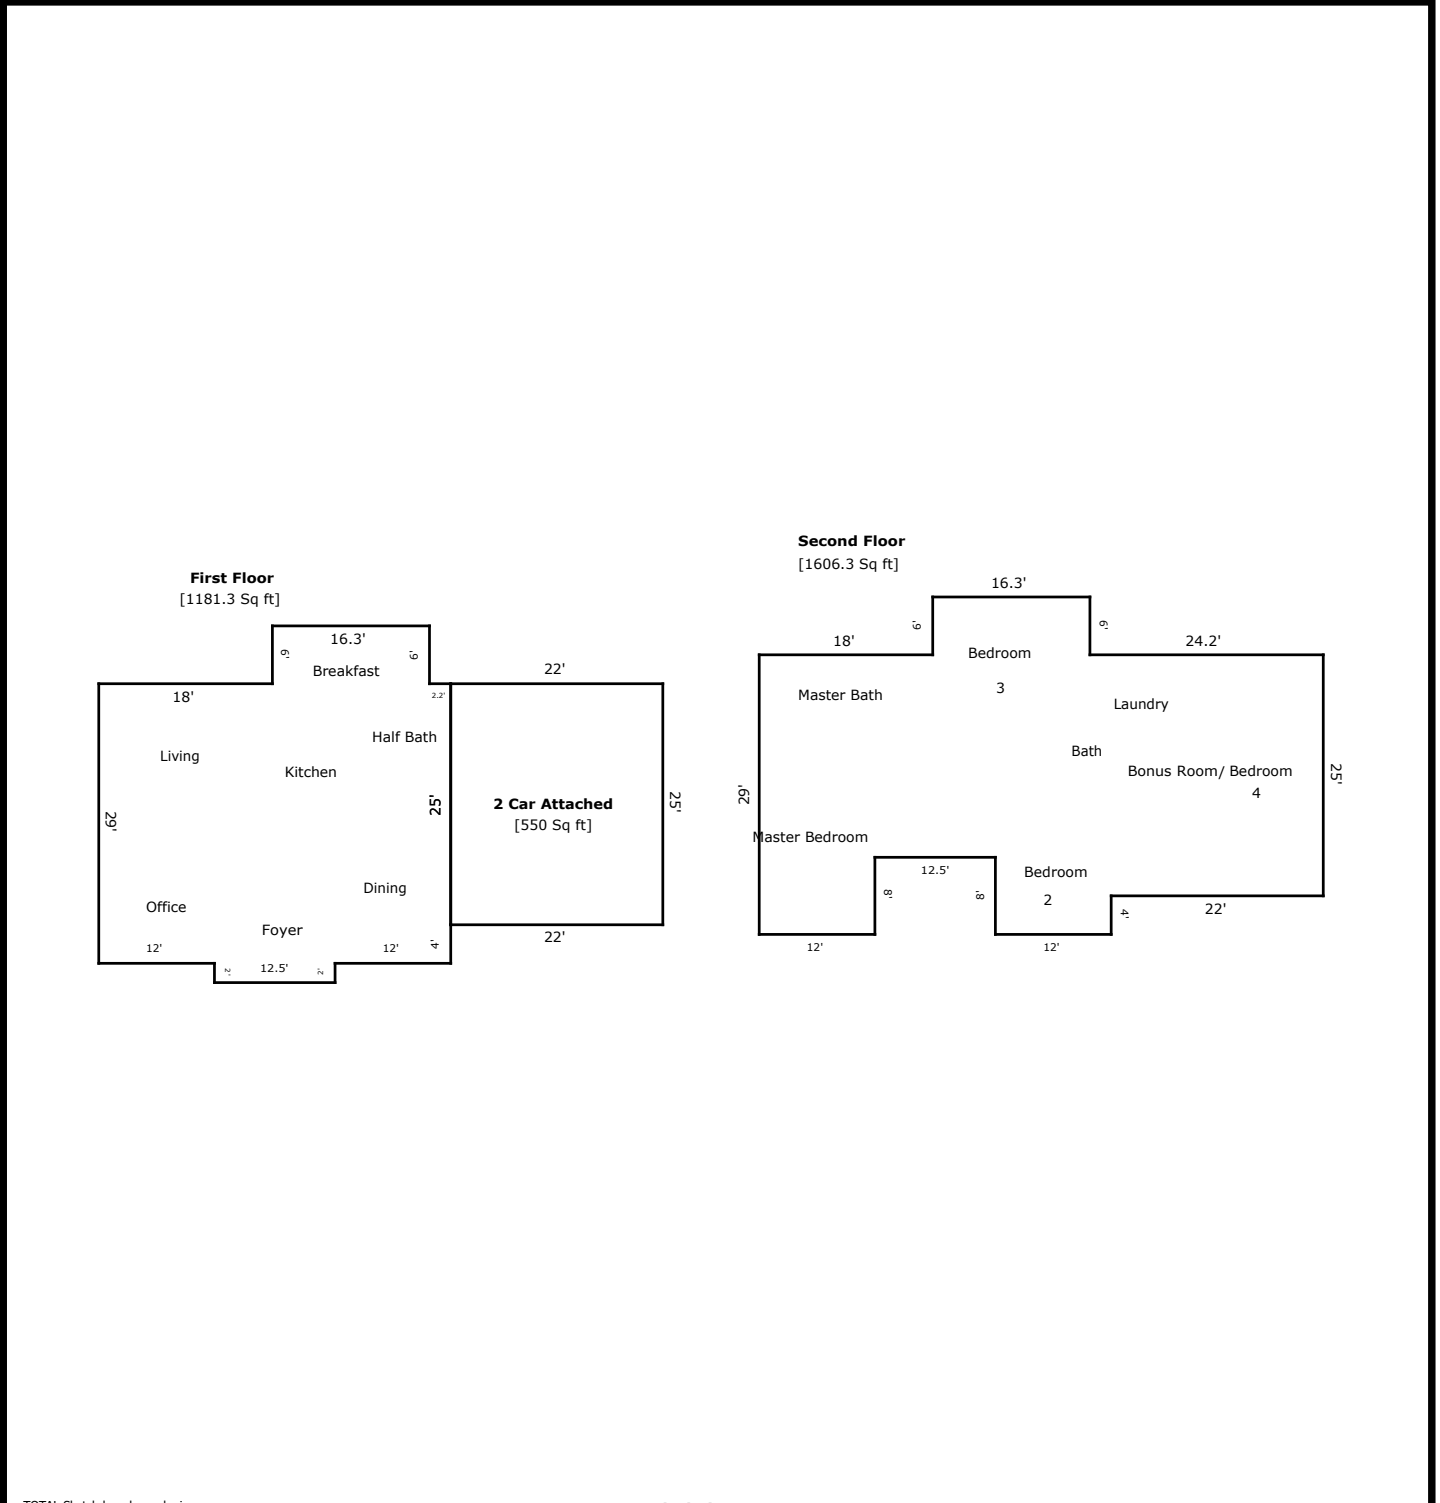 First Floor
[1181.3 Sq ft]
16.3'
6'
6'
Breakfast
18'
2.2'
22'
Half Bath
Living
Kitchen
29'
25'
2 Car Attached
[550 Sq ft]
25'
Dining
Office
Foyer
12'
12'
4'
22'
2'
12.5'
2'
Second Floor
[1606.3 Sq ft]
16.3'
6'
6'
18'
Bedroom
3
24.2'
Master Bath
Laundry
Bath
Bonus Room/ Bedroom
4
29'
25'
Master Bedroom
12.5'
8'
8'
Bedroom
2
4'
22'
12'
12'